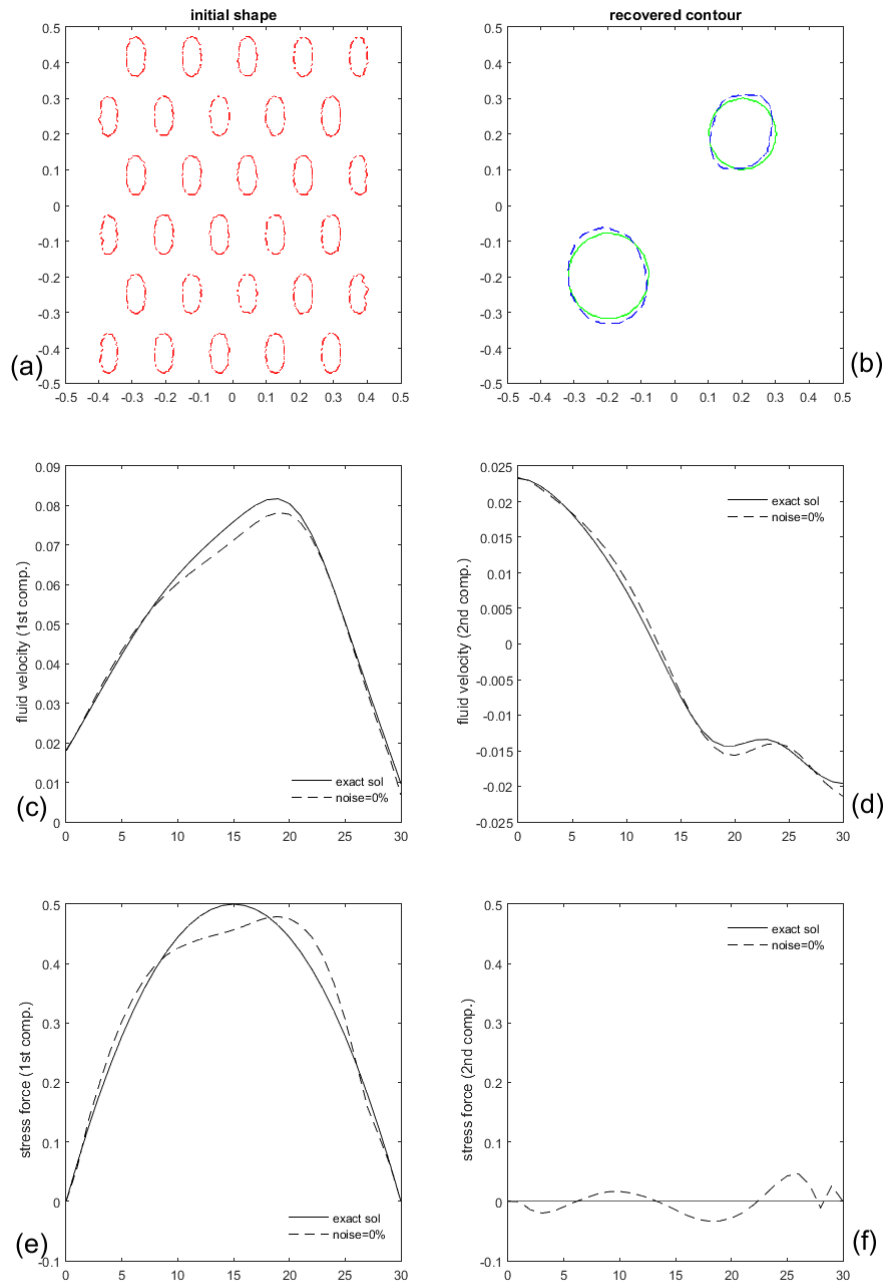 initial shape
0.5
0.4
0.3
0.2
0.1
0
-0.1
-0.2
-0.3
-0.4
-0.5
-0.5 -0.4 -0.3 -0.2 -0.1 0 0.1 0.2 0.3 0.4 0.5
(a)
recovered contour
0.5
0.4
0.3
0.2
0.1
0
-0.1
-0.2
-0.3
-0.4
-0.5
-0.5 -0.4 -0.3 -0.2 -0.1 0 0.1 0.2 0.3 0.4 0.5
(b)
fluid velocity (1st comp.)
0.09
0.08
0.07
0.06
0.05
0.04
0.03
0.02
0.01
0
exact sol
noise=0%
0 5 10 15 20 25 30
(c)
fluid velocity (2nd comp.)
0.025
0.02
0.015
0.01
0.005
0
-0.005
-0.01
-0.015
-0.02
-0.025
exact sol
noise=0%
0 5 10 15 20 25 30
(d)
stress force (1st comp.)
0.5
0.4
0.3
0.2
0.1
0
-0.1
exact sol
noise=0%
0 5 10 15 20 25 30
(e)
stress force (2nd comp.)
0.5
0.4
0.3
0.2
0.1
0
-0.1
exact sol
noise=0%
0 5 10 15 20 25 30
(f)